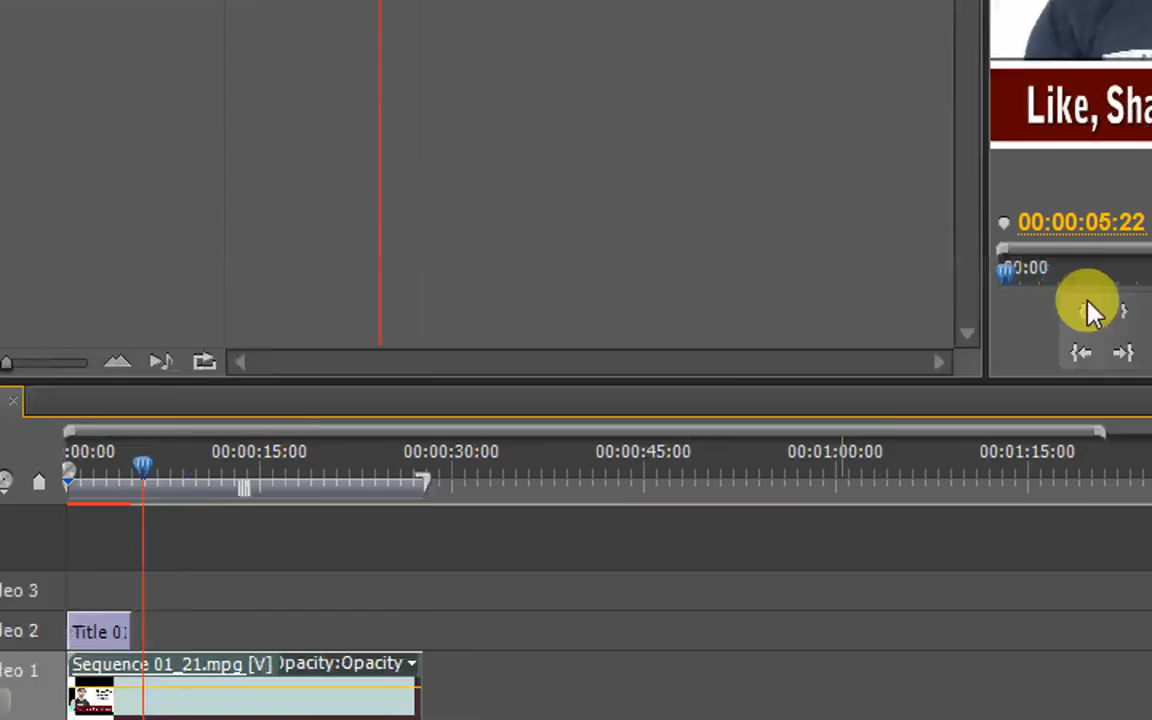 Like, Sha
00:00:05:22
00:00
:00:00 00:00:15:00 00:00:30:00 00:00:45:00 00:01:00:00 00:01:15:00
deo 3
deo 2
Title 01
deo 1
Sequence 01_21.mpg [V] Opacity:Opacity